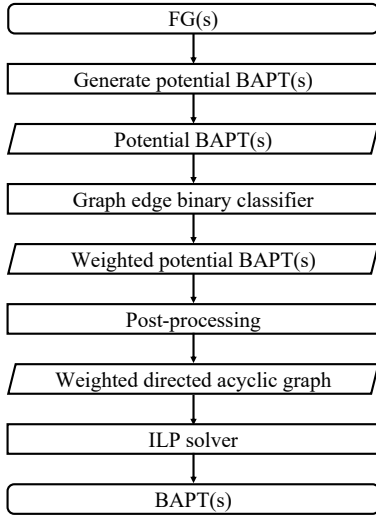 FG(s)
Generate potential BAPT(s)
Potential BAPT(s)
Graph edge binary classifier
Weighted potential BAPT(s)
Post-processing
Weighted directed acyclic graph
ILP solver
BAPT(s)